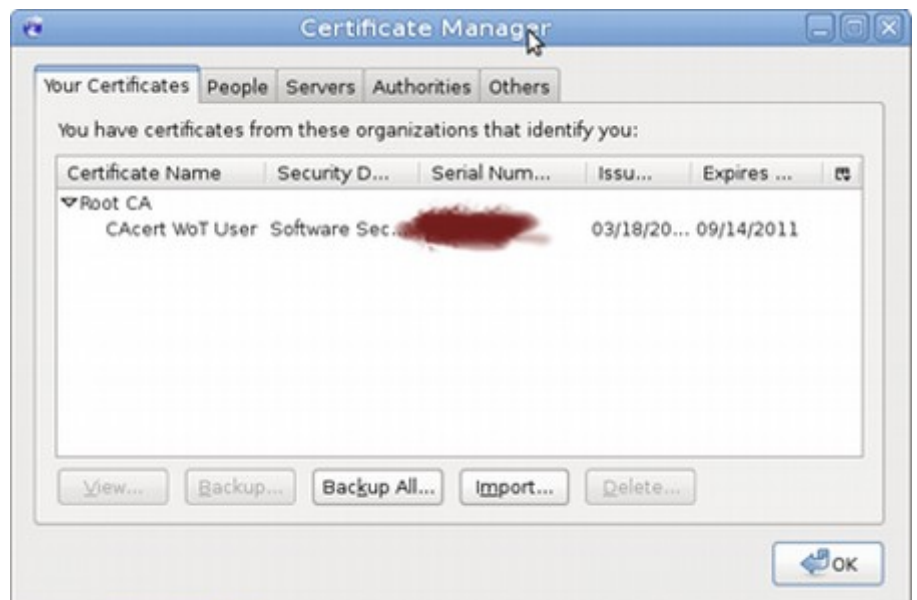 Certificate Manager
Your Certificates People Servers Authorities Others
You have certificates from these organizations that identify you:
Certificate Name Security D... Serial Num... Issu... Expires ...
Root CA
CAcert WoT User Software Sec... 03/18/20... 09/14/2011
View... Backup... Backup All... Import... Delete...
OK